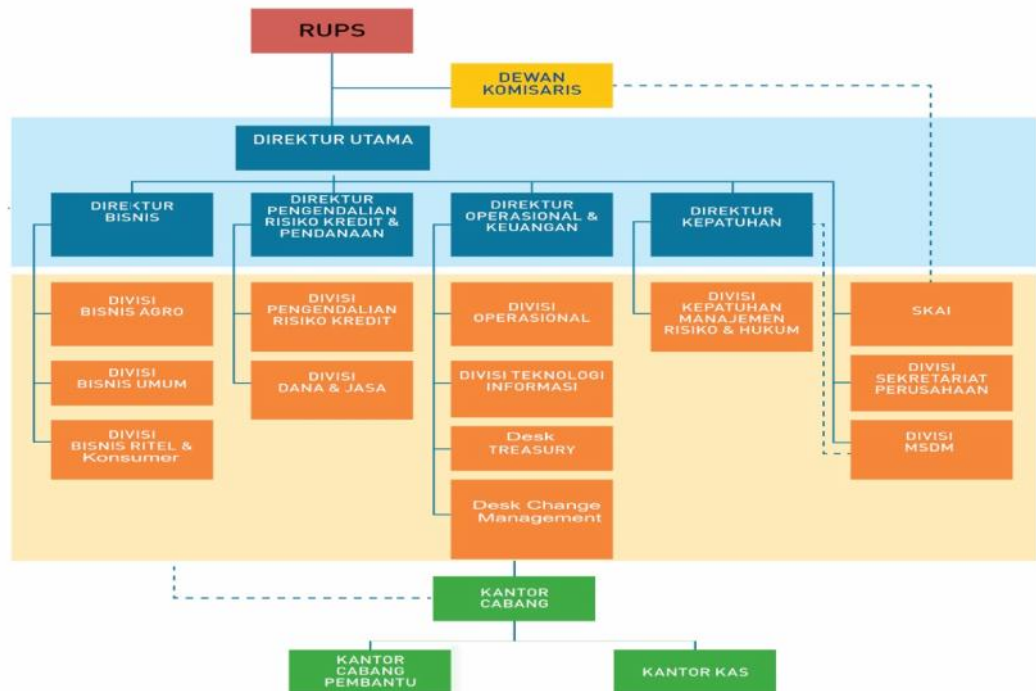 RUPS
DEWAN
KOMISARIS
DIREKTUR UTAMA
DIREKTUR
BISNIS
DIREKTUR
PENGENDALIAN
RISIKO KREDIT &
PENDANAAN
DIREKTUR
OPERASIONAL &
KEUANGAN
DIREKTUR
KEPATUHAN
DIVISI
BISNIS AGRO
DIVISI
PENGENDALIAN
RISIKO KREDIT
DIVISI
OPERASIONAL
DIVISI
KEPATUHAN
MANAJEMEN
RISIKO & HUKUM
SKAI
DIVISI
BISNIS UMUM
DIVISI
DANA & JASA
DIVISI TEKNOLOGI
INFORMASI
DIVISI
SEKRETARIAT
PERUSAHAAN
DIVISI
BISNIS RITEL &
Konsumer
Desk
TREASURY
DIVISI
MSDM
Desk Change
Management
KANTOR
CABANG
KANTOR
CABANG
PEMBANTU
KANTOR KAS